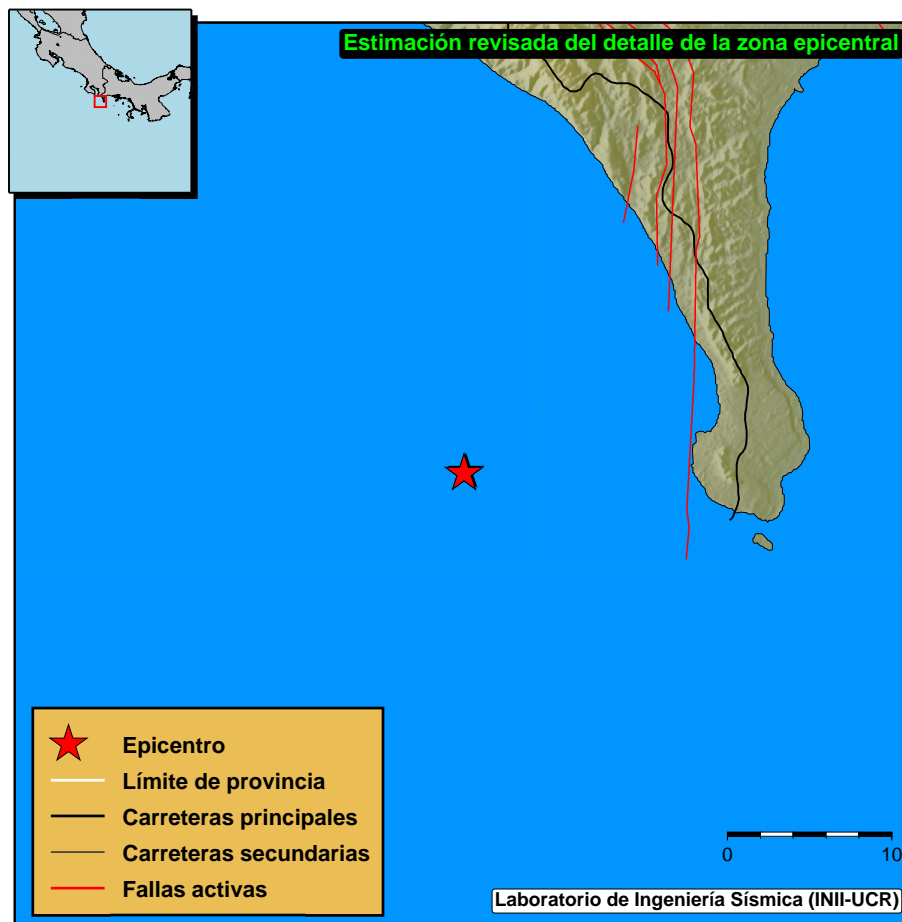 Estimación revisada del detalle de la zona epicentral
Epicentro
Límite de provincia
Carreteras principales
Carreteras secundarias
Fallas activas
0
10
Laboratorio de Ingeniería Sísmica (INII-UCR)